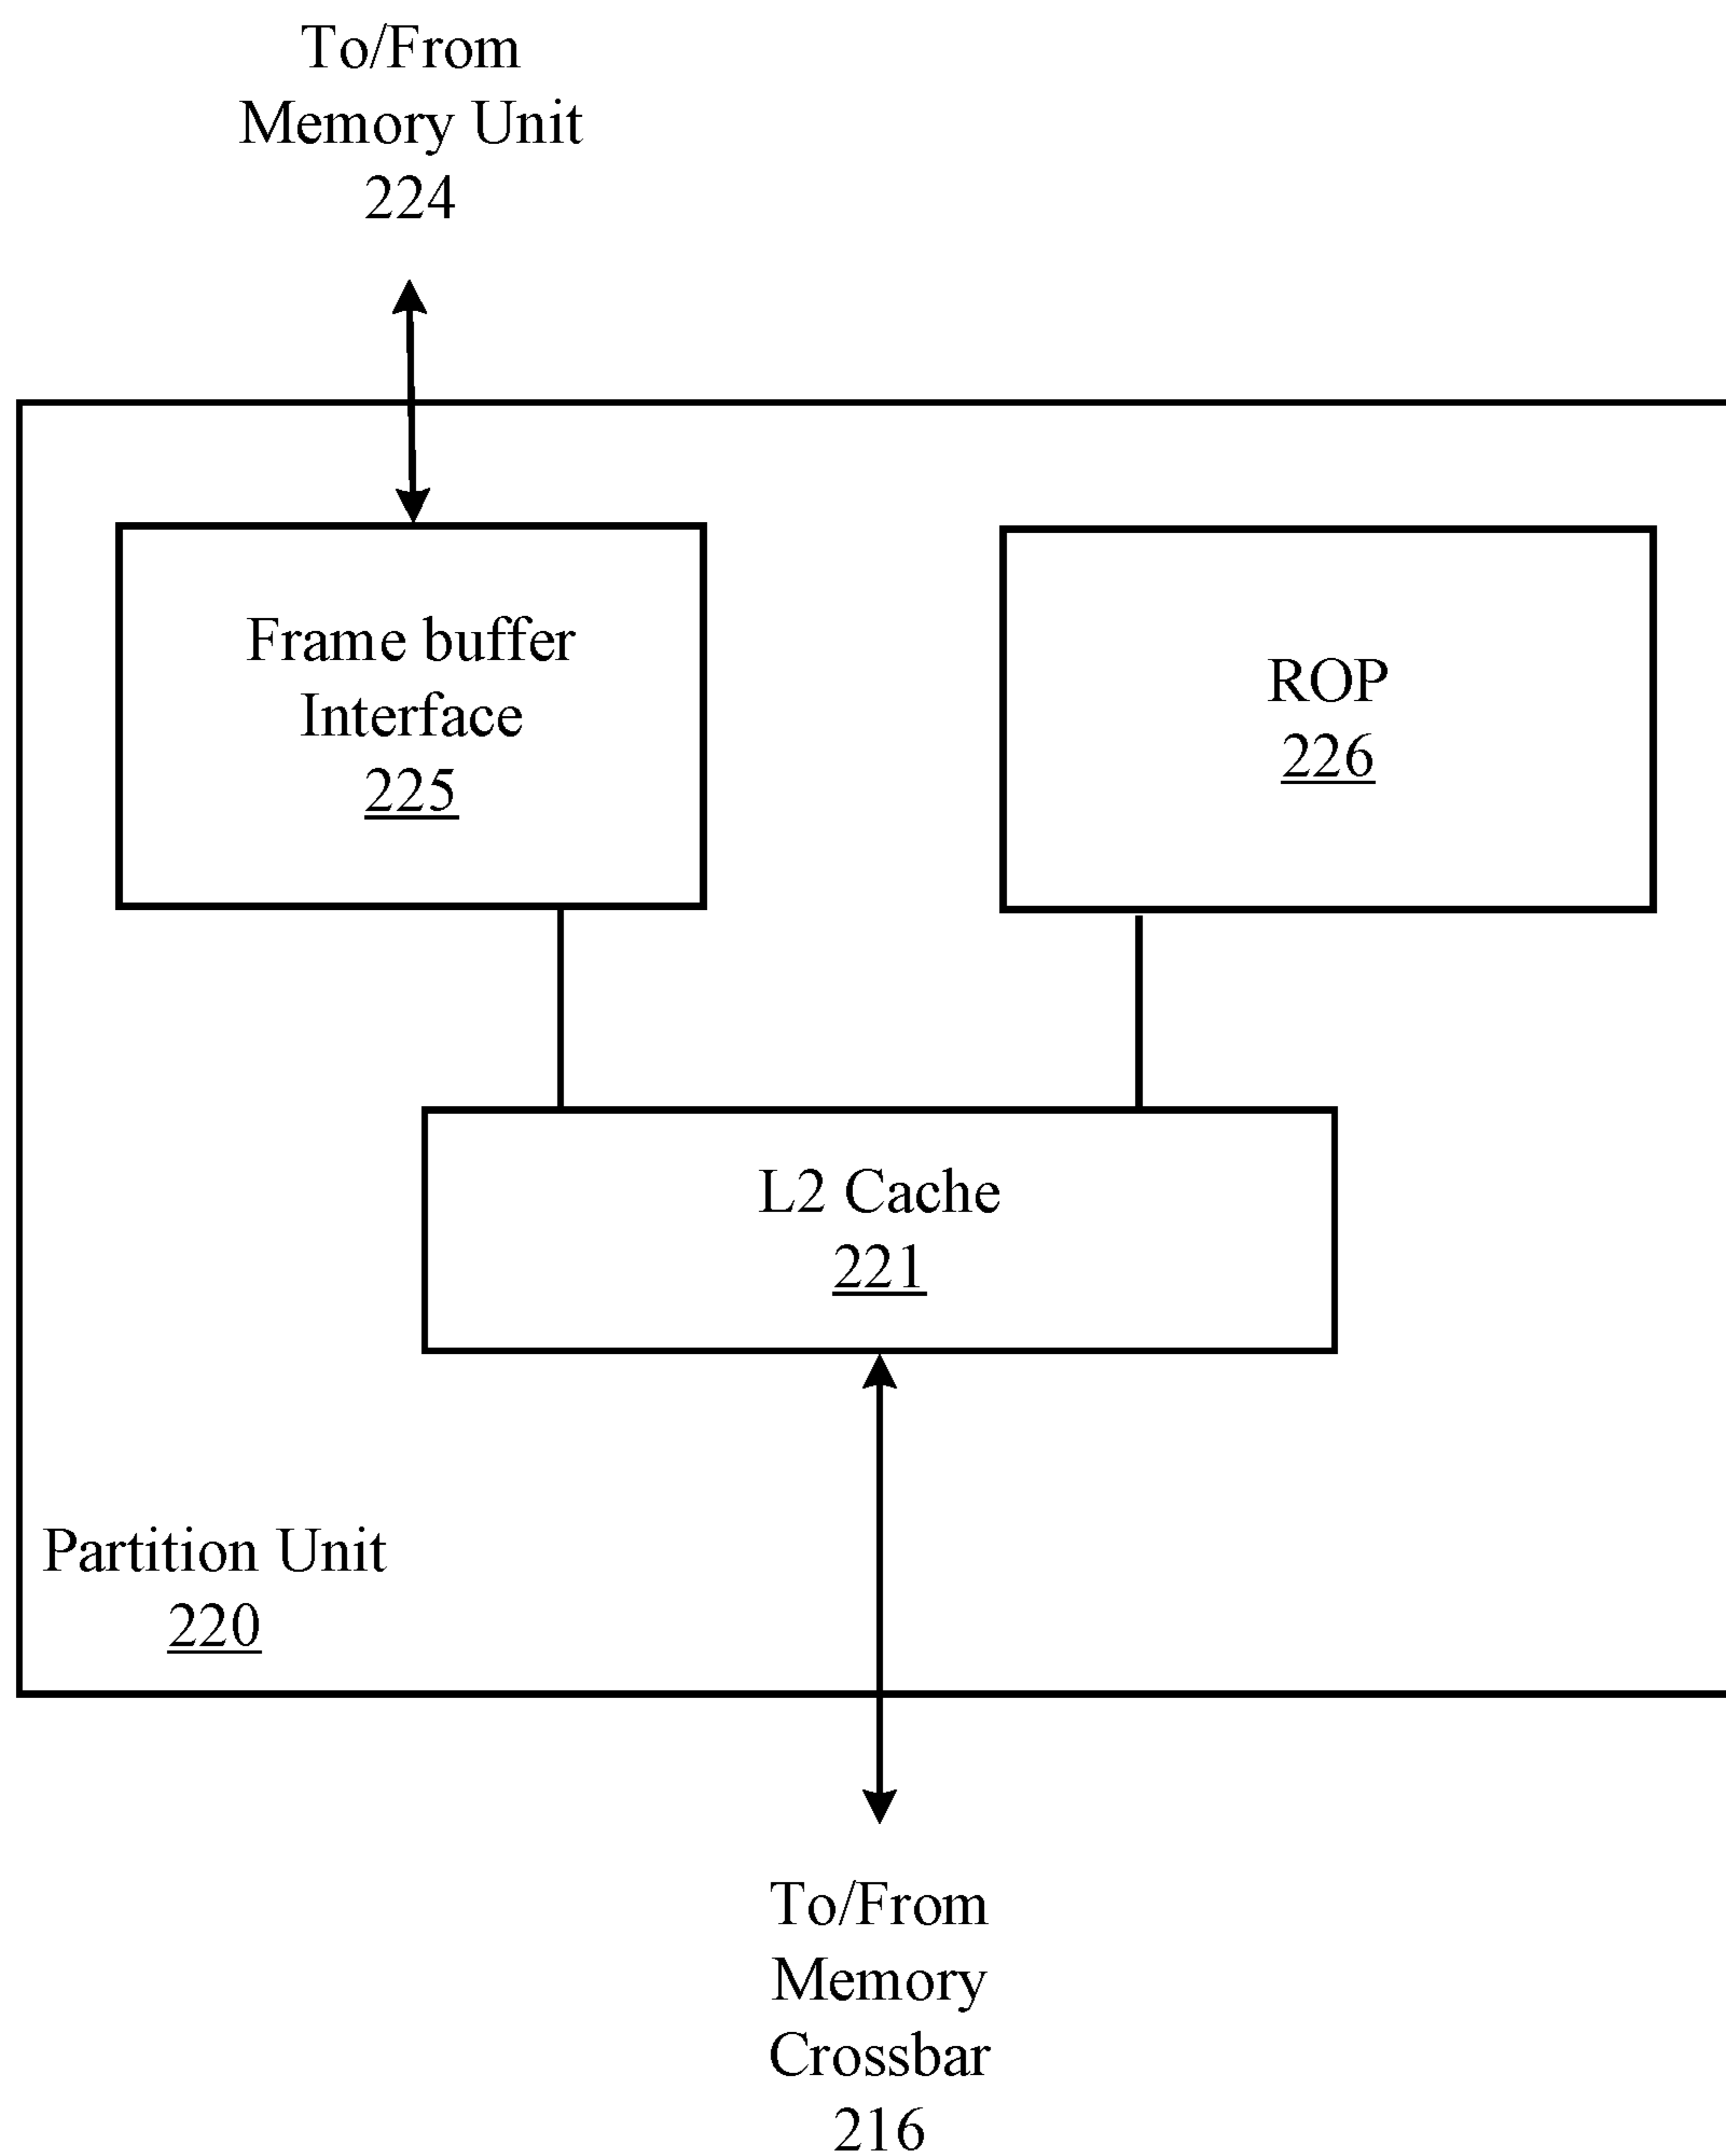 To/From
Memory Unit
224
Frame buffer
Interface
225
ROP
226
L2 Cache
221
Partition Unit
220
To/From
Memory
Crossbar
216